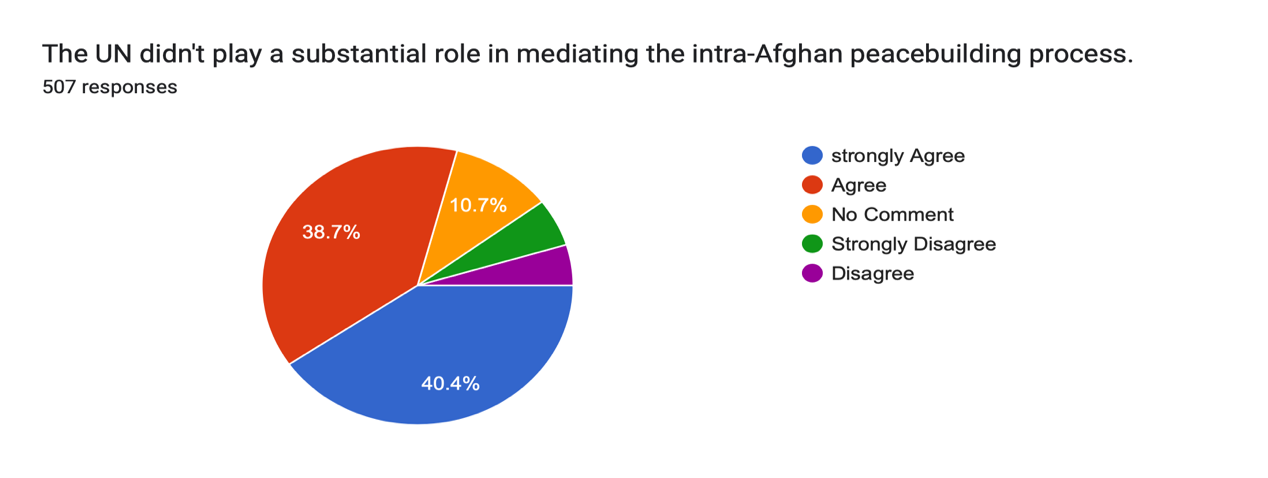 The UN didn't play a substantial role in mediating the intra-Afghan peacebuilding process.
507 responses
strongly Agree
Agree
No Comment
Strongly Disagree
Disagree
10.7%
38.7%
40.4%